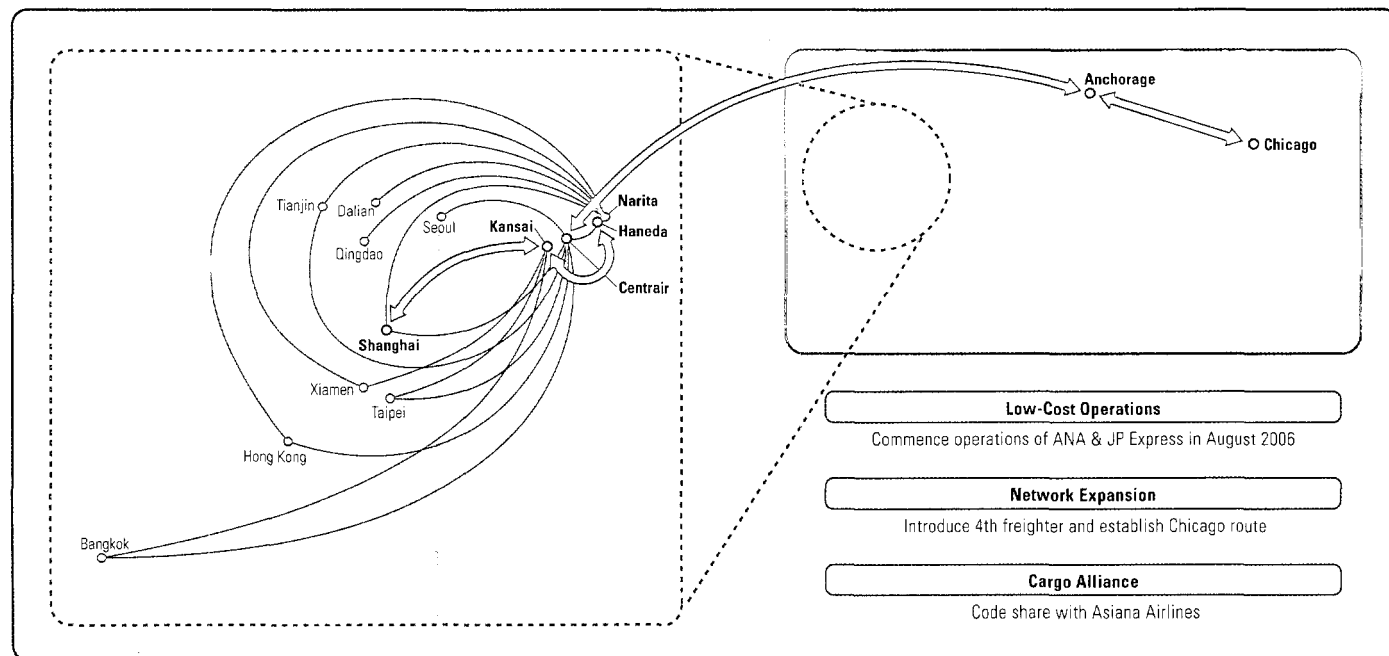 Anchorage
Chicago
Tianjin
Dalian
Qingdao
Seoul
Kansai
Narita
Haneda
Centrair
Shanghai
Xiamen
Taipei
Hong Kong
Bangkok
Low-Cost Operations
Commence operations of ANA & JP Express in August 2006
Network Expansion
Introduce 4th freighter and establish Chicago route
Cargo Alliance
Code share with Asiana Airlines